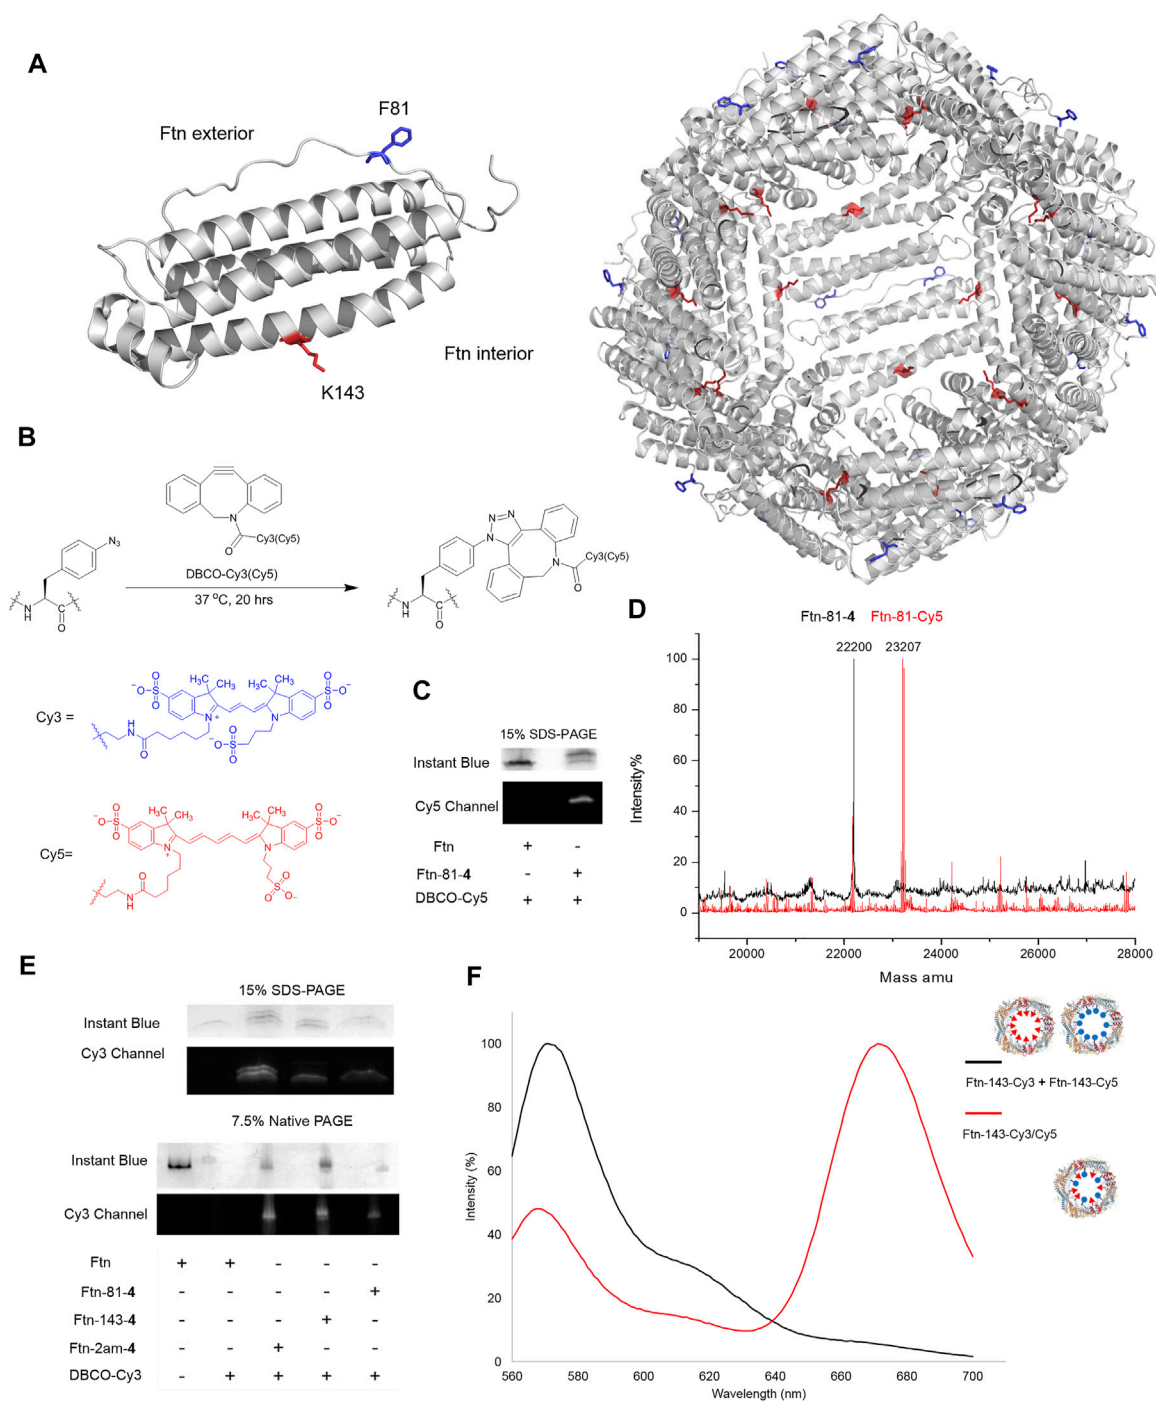 A
F81
Ftn exterior
Ftn interior
K143
B
N₃
N
O
Cy3(Cy5)
DBCO-Cy3(Cy5)
37 °C, 20 hrs
N
H
C
O
N N
N
N
Cy3(Cy5)
O
N
H
C
O
Cy3 =
⁻O S O O
H₃C CH₃
CH₃ CH₃
O S O⁻ O
N⁺
N
H
N
O
⁻O S O O
Cy5=
⁻O S O O
H₃C CH₃
CH₃ CH₃
O S O⁻ O
N⁺
N
H
N
O
O S O⁻ O
C
15% SDS-PAGE
Instant Blue
Cy5 Channel
Ftn + -
Ftn-81-4 - +
DBCO-Cy5 + +
D
Ftn-81-4 Ftn-81-Cy5
22200 23207
100
80
60
40
20
0
Intensity%
20000 22000 24000 26000 28000
Mass amu
E
15% SDS-PAGE
Instant Blue
Cy3 Channel
7.5% Native PAGE
Instant Blue
Cy3 Channel
Ftn + + - - -
Ftn-81-4 - - - - +
Ftn-143-4 - - - + -
Ftn-2am-4 - - + - -
DBCO-Cy3 - + + + +
F
100
80
60
40
20
0
Intensity (%)
560 580 600 620 640 660 680 700
Wavelength (nm)
Ftn-143-Cy3 + Ftn-143-Cy5
Ftn-143-Cy3/Cy5